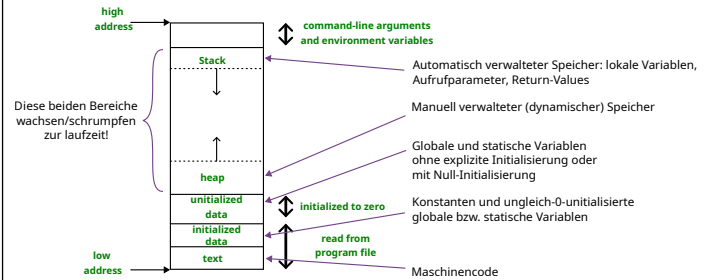 high
address
command-line arguments
and environment variables
Stack
Automatisch verwalteter Speicher: lokale Variablen,
Aufrufparameter, Return-Values
Diese beiden Bereiche
wachsen/schrumpfen
zur laufzeit!
Manuell verwalteter (dynamischer) Speicher
Globale und statische Variablen
ohne explizite Initialisierung oder
mit Null-Initialisierung
heap
unitialized
data
initialized to zero
Konstanten und ungleich-0-unitialisierte
globale bzw. statische Variablen
initialized
data
read from
program file
low
address
text
Maschinencode